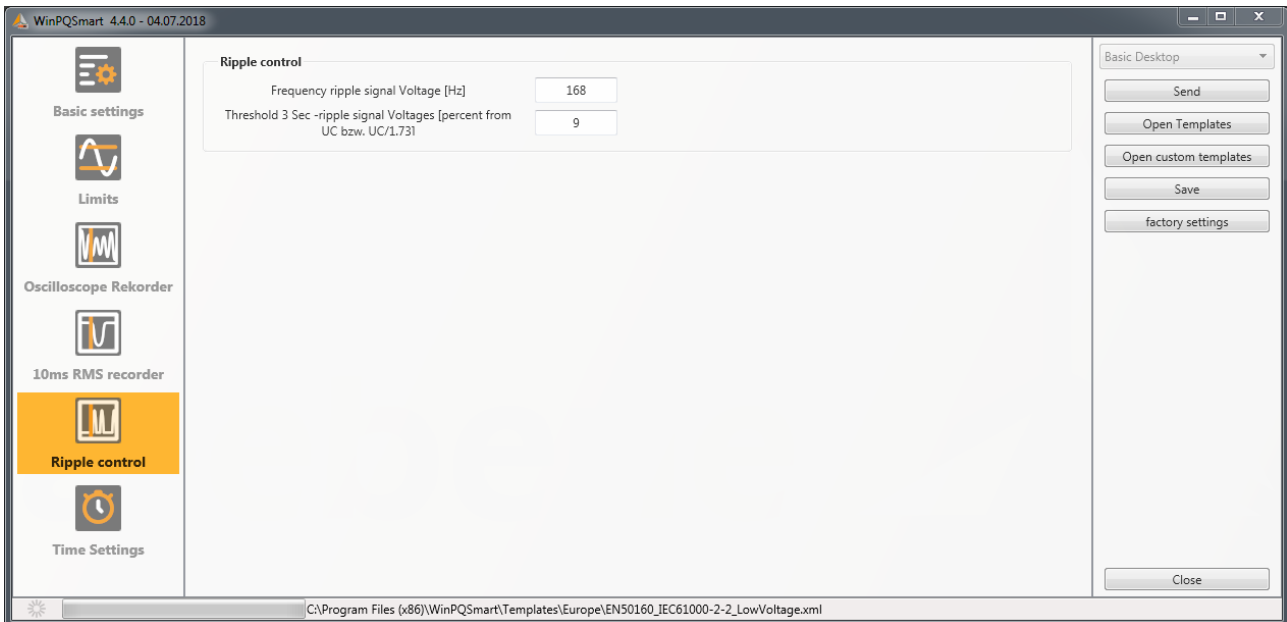 WinPQSmart 4.4.0 - 04.07.2018
Basic settings
Limits
Oscilloscope Rekorder
10ms RMS recorder
Ripple control
Time Settings
Ripple control
Frequency ripple signal Voltage [Hz]
168
Threshold 3 Sec -ripple signal Voltages [percent from
UC bzw. UC/1.73]
9
Basic Desktop
Send
Open Templates
Open custom templates
Save
factory settings
Close
C:\Program Files (x86)\WinPQSmart\Templates\Europe\EN50160_IEC61000-2-2_LowVoltage.xml